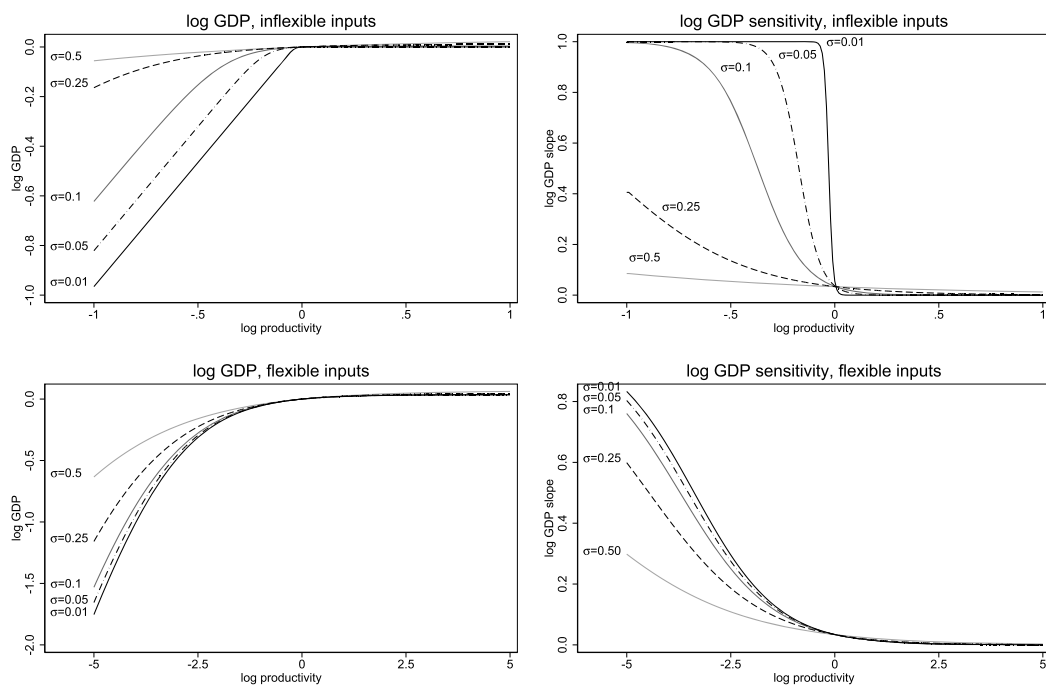 log GDP, inflexible inputs
log GDP
0.0
-0.2
-0.4
-0.6
-0.8
-1.0
σ=0.5
σ=0.25
σ=0.1
σ=0.05
σ=0.01
-1
-.5
0
.5
1
log productivity
log GDP sensitivity, inflexible inputs
log GDP slope
1.0
0.8
0.6
0.4
0.2
0.0
σ=0.01
σ=0.05
σ=0.1
σ=0.25
σ=0.5
-1
-.5
0
.5
1
log productivity
log GDP, flexible inputs
log GDP
0.0
-0.5
-1.0
-1.5
-2.0
σ=0.5
σ=0.25
σ=0.1
σ=0.05
σ=0.01
-5
-2.5
0
2.5
5
log productivity
log GDP sensitivity, flexible inputs
log GDP slope
0.8
0.6
0.4
0.2
0.0
σ=0.01
σ=0.05
σ=0.1
σ=0.25
σ=0.50
-5
-2.5
0
2.5
5
log productivity